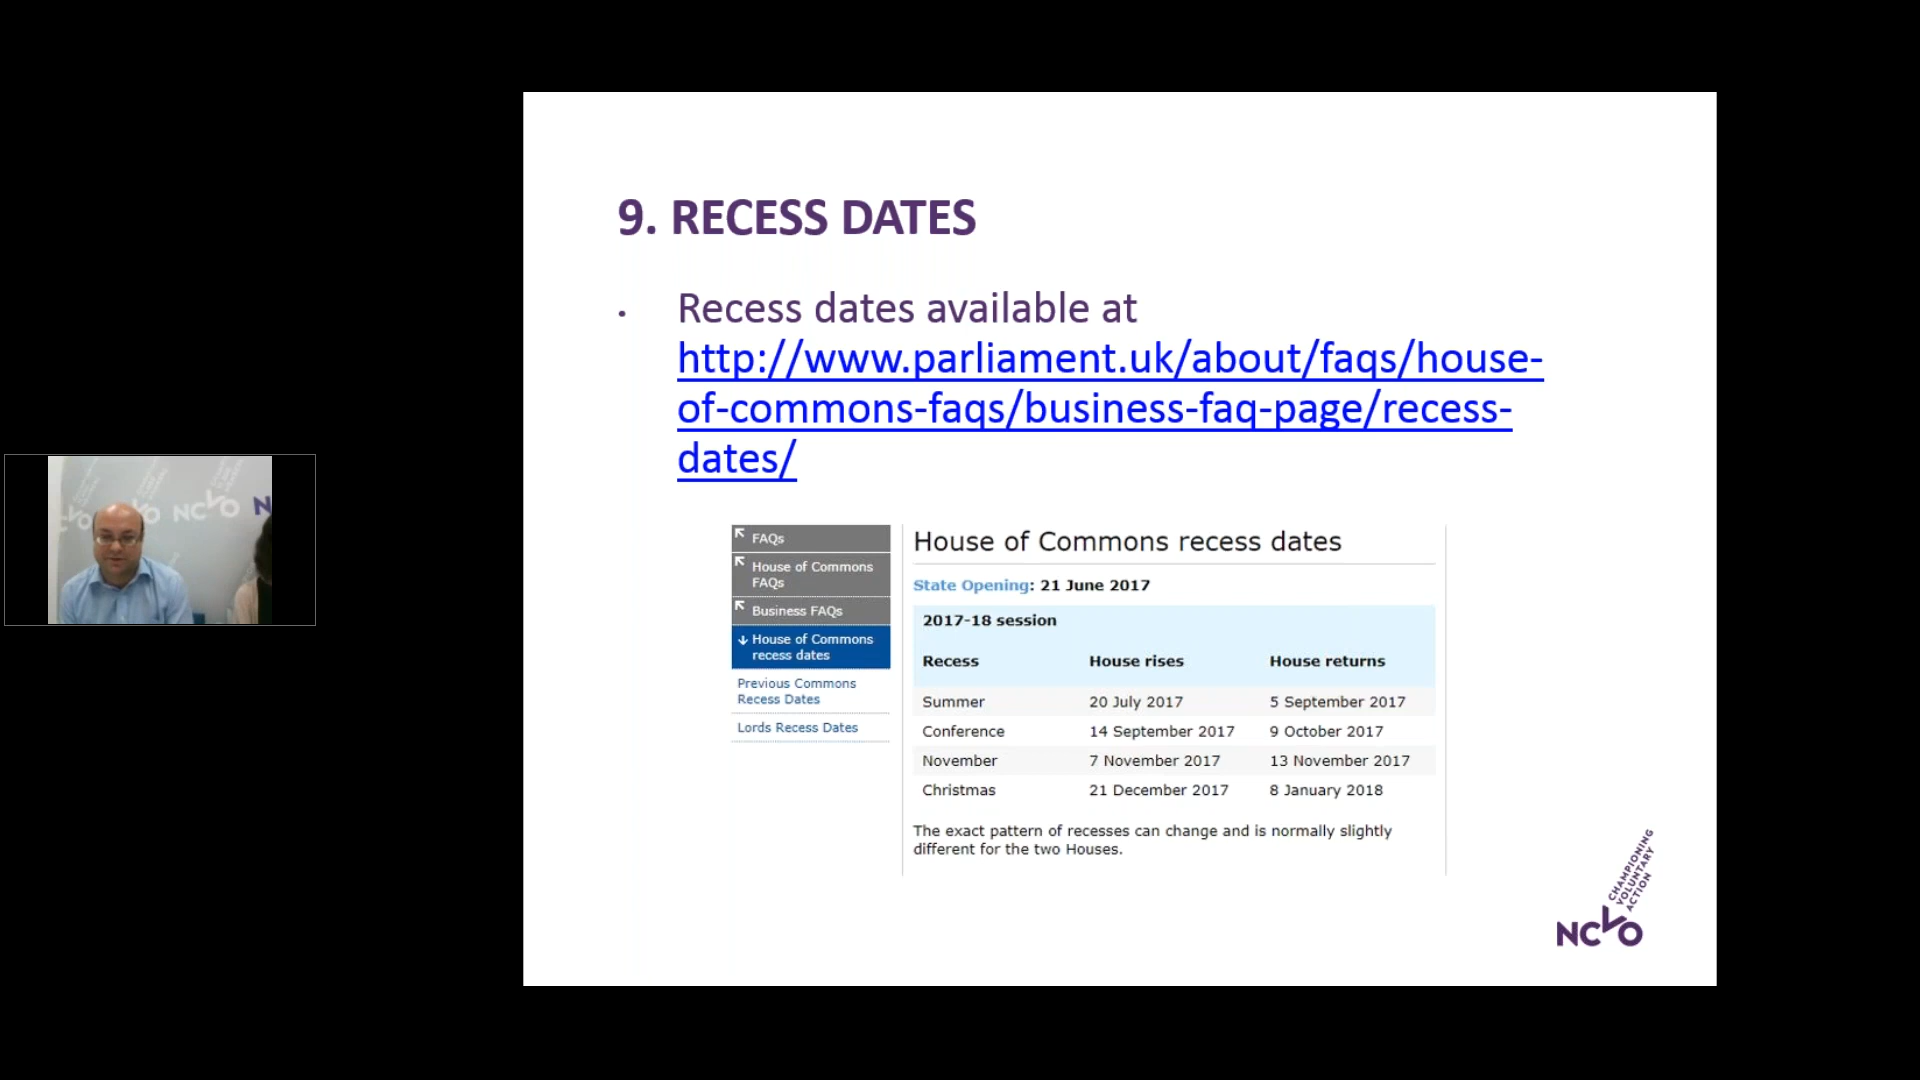 9. RECESS DATES
• Recess dates available at
http://www.parliament.uk/about/faqs/house-
of-commons-faqs/business-faq-page/recess-
dates/
FAQs
House of Commons
FAQs
Business FAQs
House of Commons
recess dates
Previous Commons
Recess Dates
Lords Recess Dates
House of Commons recess dates
State Opening: 21 June 2017
2017-18 session
Recess House rises House returns
Summer 20 July 2017 5 September 2017
Conference 14 September 2017 9 October 2017
November 7 November 2017 13 November 2017
Christmas 21 December 2017 8 January 2018
The exact pattern of recesses can change and is normally slightly
different for the two Houses.
CHAMPIONING
VOLUNTARY
ACTION
NCVO
NCVO